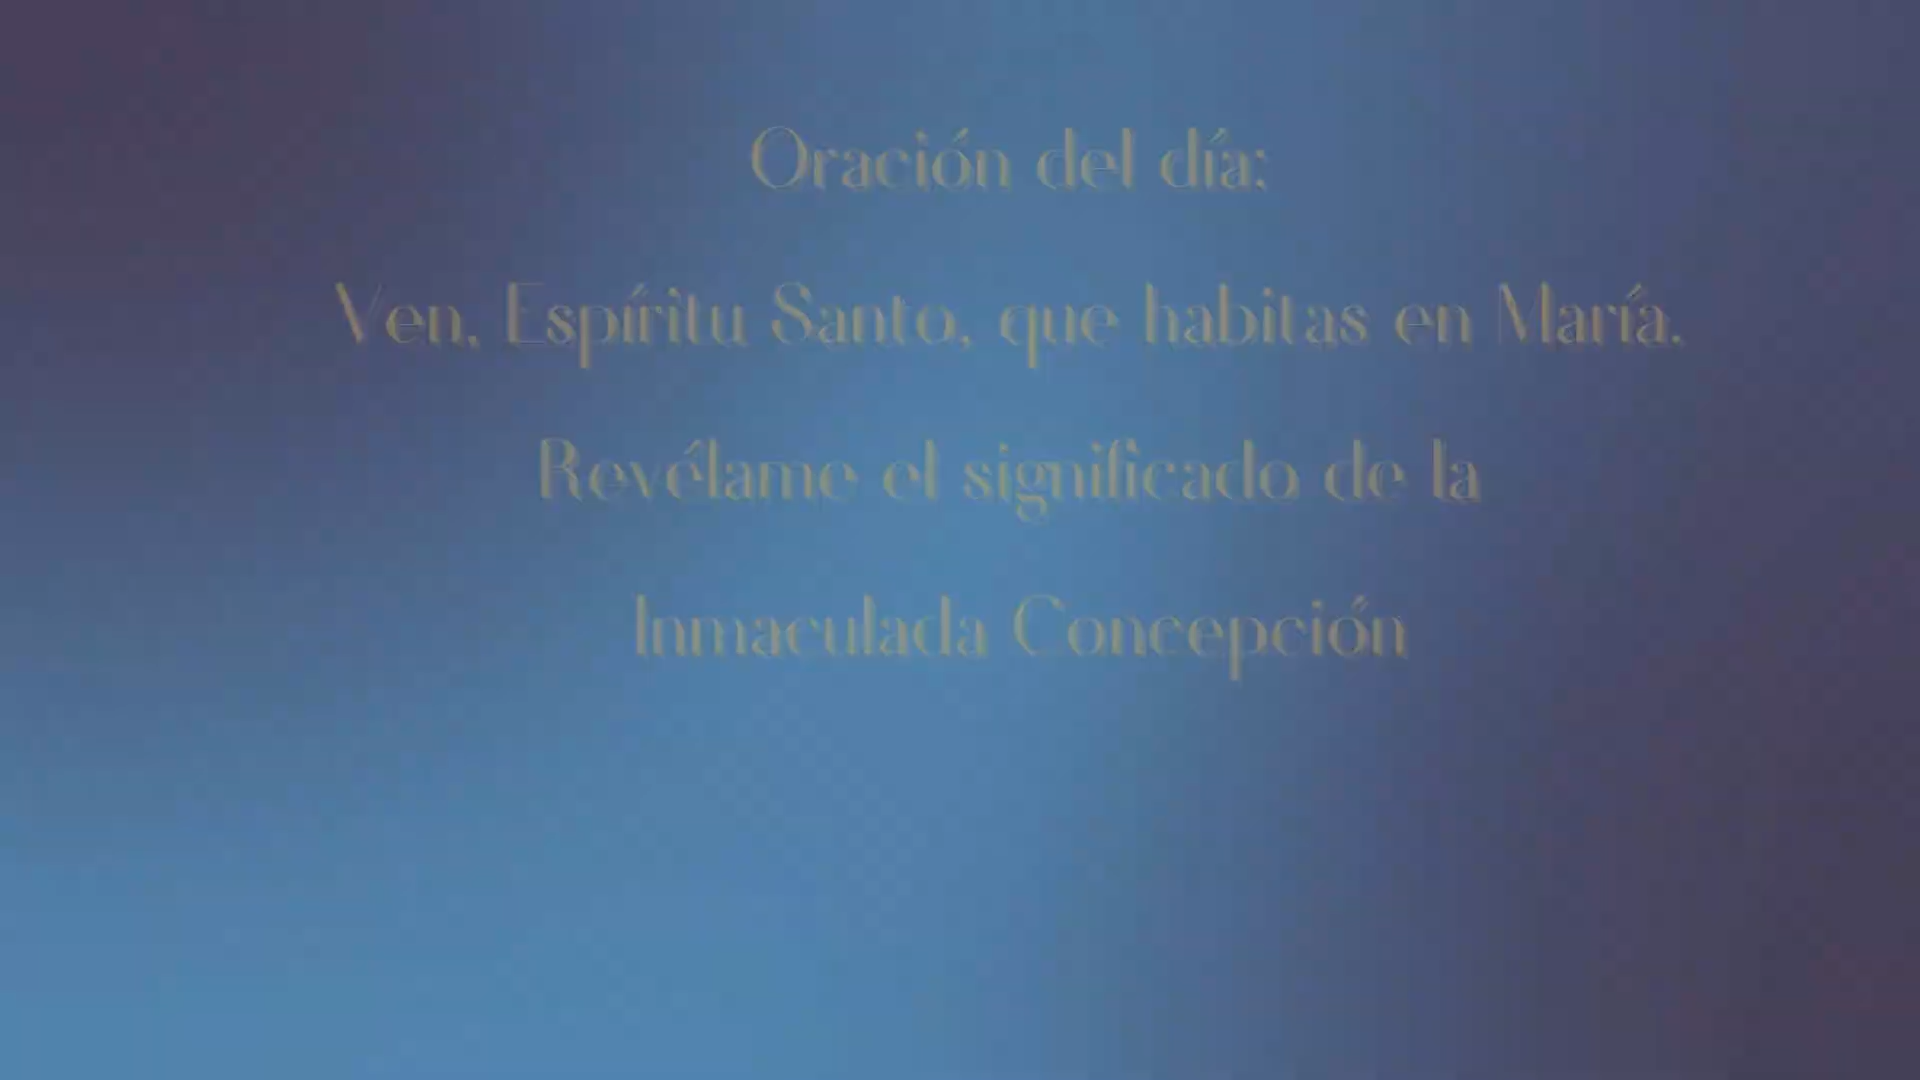 Oración del día:
Ven, Espíritu Santo, que habitas en María.
Revélame el significado de la
Inmaculada Concepción